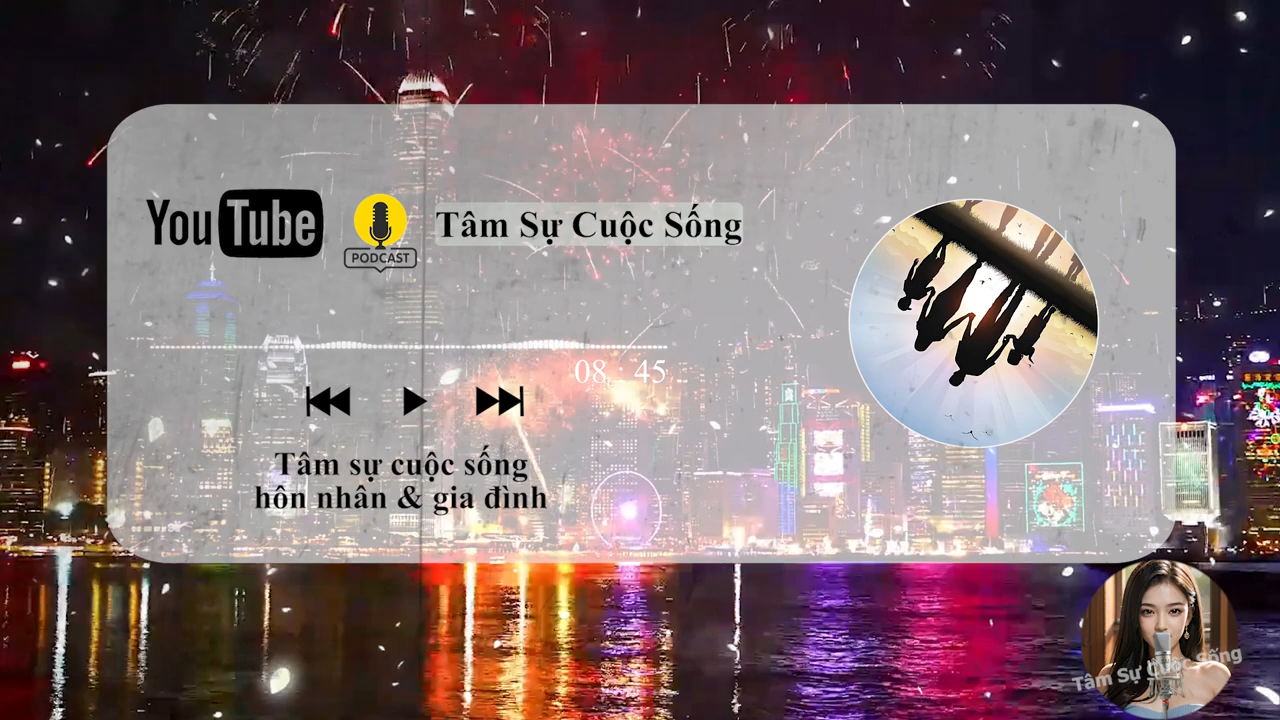 YouTube
PODCAST
Tâm Sự Cuộc Sống
08 : 45
Tâm sự cuộc sống
hôn nhân & gia đình
Tâm Sự Cuộc Sống